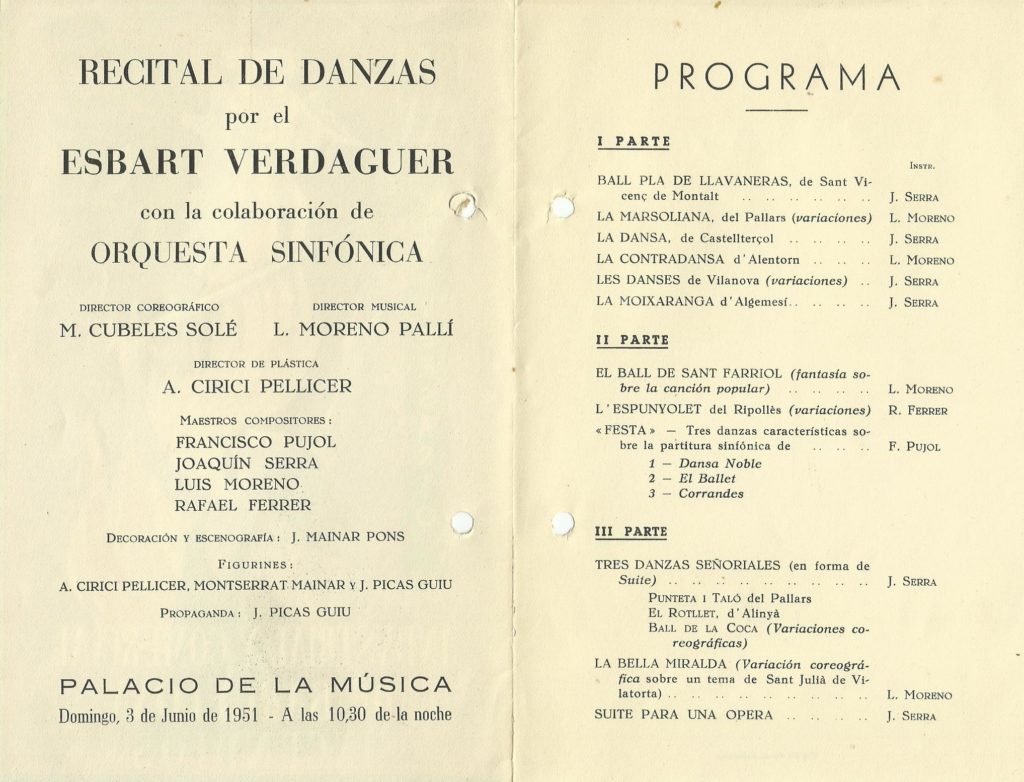 RECITAL DE DANZAS
por el
ESBART VERDAGUER
con la colaboración de
ORQUESTA SINFÓNICA
DIRECTOR COREOGRÁFICO DIRECTOR MUSICAL
M. CUBELES SOLÉ L. MORENO PALLÍ
DIRECTOR DE PLÁSTICA
A. CIRICI PELLICER
MAESTROS COMPOSITORES:
FRANCISCO PUJOL
JOAQUÍN SERRA
LUIS MORENO
RAFAEL FERRER
DECORACIÓN Y ESCENOGRAFÍA: J. MAINAR PONS
FIGURINES:
A. CIRICI PELLICER, MONTSERRAT MAINAR Y J. PICAS GUIU
PROPAGANDA: J. PICAS GUIU
PALACIO DE LA MÚSICA
Domingo, 3 de Junio de 1951 - A las 10,30 de la noche
PROGRAMA
I PARTE
INSTR.
BALL PLA DE LLAVANERAS, de Sant Vi-
cenç de Montalt .. .. .. .. .. .. J. SERRA
LA MARSOLIANA, del Pallars (variaciones) L. MORENO
LA DANSA, de Castellterçol .. .. .. .. J. SERRA
LA CONTRADANSA d'Alentorn .. .. .. L. MORENO
LES DANSES de Vilanova (variaciones) .. J. SERRA
LA MOIXARANGA d'Algemesí.. .. .. .. J. SERRA
II PARTE
EL BALL DE SANT FARRIOL (fantasía so-
bre la canción popular) .. .. .. .. L. MORENO
L'ESPUNYOLET del Ripollès (variaciones) R. FERRER
«FESTA» — Tres danzas características so-
bre la partitura sinfónica de .. .. .. F. PUJOL
1 — Dansa Noble
2 — El Ballet
3 — Corrandes
III PARTE
TRES DANZAS SEÑORIALES (en forma de
Suite) .. .. .. .. .. .. .. .. .. .. J. SERRA
PUNTETA I TALÓ del Pallars
EL ROTLLET, d'Alinyà
BALL DE LA COCA (Variaciones co-
reográficas)
LA BELLA MIRALDA (Variación coreográ-
fica sobre un tema de Sant Julià de Vi-
latorta) .. .. .. .. .. .. .. .. .. .. L. MORENO
SUITE PARA UNA OPERA .. .. .. .. J. SERRA